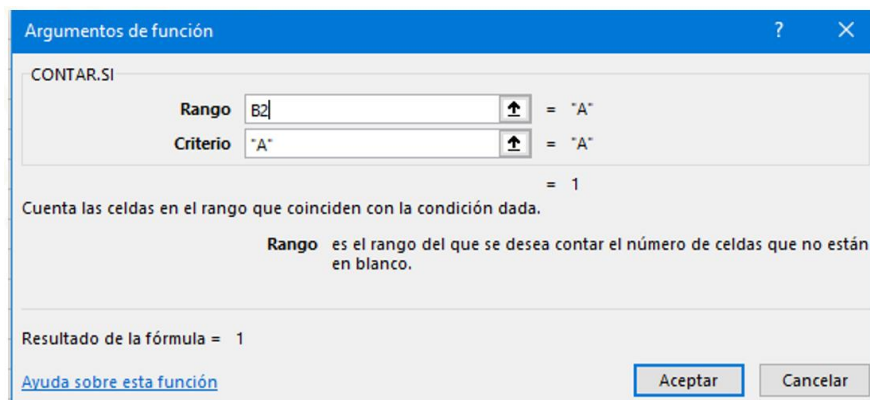 Argumentos de función ? ×
CONTAR.SI
Rango B2 = "A"
Criterio "A" = "A"
= 1
Cuenta las celdas en el rango que coinciden con la condición dada.
Rango es el rango del que se desea contar el número de celdas que no están
en blanco.
Resultado de la fórmula = 1
Ayuda sobre esta función Aceptar Cancelar